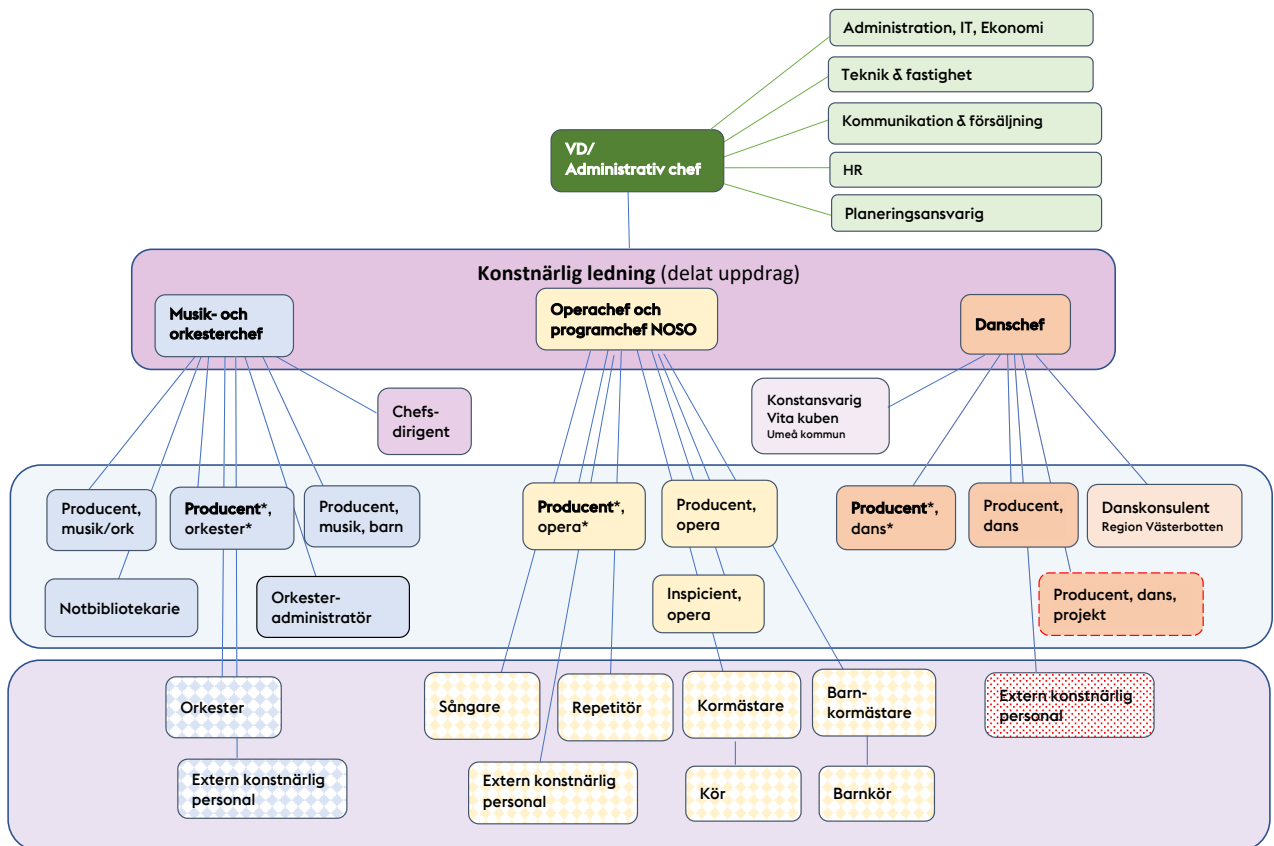 Administration, IT, Ekonomi
Teknik & fastighet
Kommunikation & försäljning
VD/
Administrativ chef
HR
Planeringsansvarig
Konstnärlig ledning (delat uppdrag)
Musik- och
orkesterchef
Operachef och
programchef NOSO
Danschef
Chefs-
dirigent
Konstansvarig
Vita kuben
Umeå kommun
Producent,
musik/ork
Producent*,
orkester*
Producent,
musik, barn
Producent*,
opera*
Producent,
opera
Producent*,
dans*
Producent,
dans
Danskonsulent
Region Västerbotten
Notbibliotekarie
Orkester-
administratör
Inspicient,
opera
Producent, dans,
projekt
Orkester
Sångare
Repetitör
Kormästare
Barn-
kormästare
Extern konstnärlig
personal
Extern konstnärlig
personal
Extern konstnärlig
personal
Kör
Barnkör